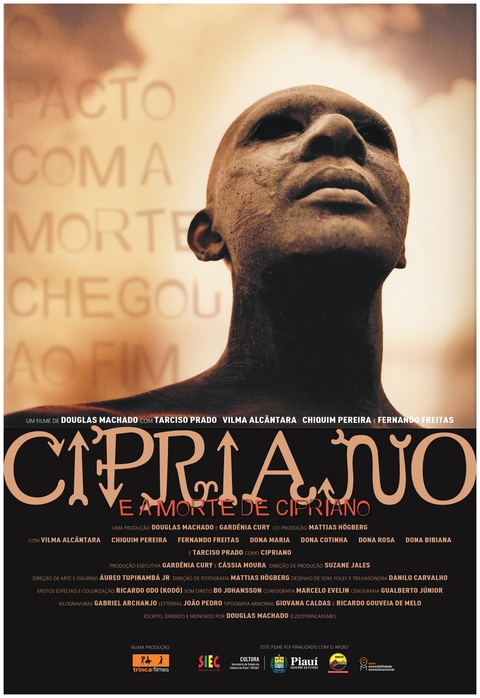 O
PACTO
COM A
MORTE
CHEGOU
AO FIM
UM FILME DE DOUGLAS MACHADO COM TARCISO PRADO VILMA ALCÂNTARA CHIQUIM PEREIRA E FERNANDO FREITAS
CIPRIANO
E A MORTE DE CIPRIANO
UMA PRODUÇÃO DOUGLAS MACHADO E GARDÊNIA CURY CO-PRODUÇÃO MATTIAS HÖGBERG
COM VILMA ALCÂNTARA CHIQUIM PEREIRA FERNANDO FREITAS DONA MARIA DONA COTINHA DONA ROSA DONA BIBIANA
E TARCISO PRADO COMO CIPRIANO
PRODUÇÃO EXECUTIVA GARDÊNIA CURY E CÁSSIA MOURA DIREÇÃO DE PRODUÇÃO SUZANE JALES
DIREÇÃO DE ARTE E FIGURINO ÁUREO TUPINAMBÁ JR DIREÇÃO DE FOTOGRAFIA MATTIAS HÖGBERG DESENHO DE SOM, FOLEY E TRILHA SONORA DANILO CARVALHO
EFEITOS ESPECIAIS E COLORIZAÇÃO RICARDO ODO (KODÓ) SOM DIRETO BO JOHANSSON COREOGRAFIA MARCELO EVELIN CENOGRAFIA GUALBERTO JÚNIOR
XILOGRAVURAS GABRIEL ARCHANJO LETTERING JOÃO PEDRO TIPOGRAFIA ARMORIAL GIOVANA CALDAS E RICARDO GOUVEIA DE MELO
ESCRITO, DIRIGIDO E MONTADO POR DOUGLAS MACHADO ©2023TRINCAFILMES
NUMA PRODUÇÃO
ESTE FILME FOI FINALIZADO COM O APOIO
trinca filmes
SIEC
CULTURA
Piauí
GOVERNO DO ESTADO
com acessibilidade comunicacional